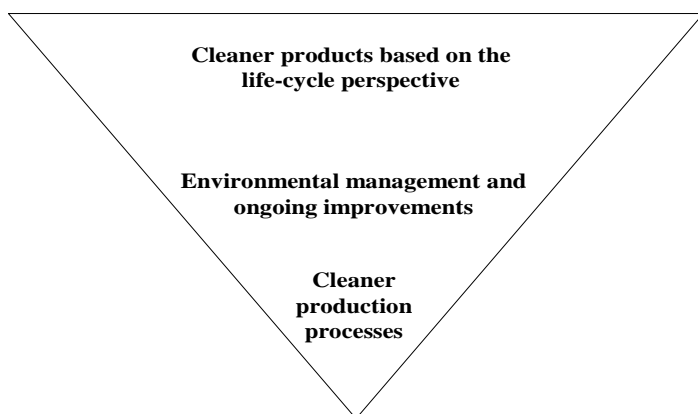 Cleaner products based on the
life-cycle perspective
Environmental management and
ongoing improvements
Cleaner
production
processes